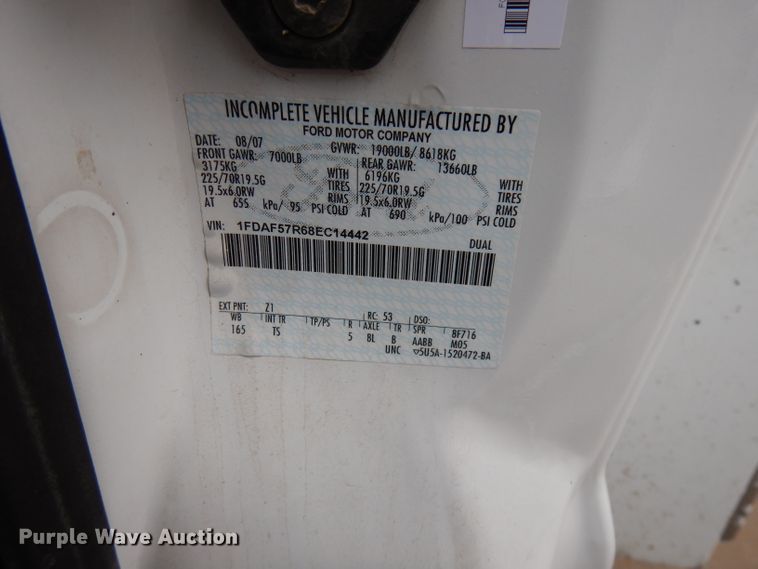 INCOMPLETE VEHICLE MANUFACTURED BY
FORD MOTOR COMPANY
DATE: 08/07 GVWR: 19000LB/ 8618KG
FRONT GAWR: 7000LB REAR GAWR: 13660LB
3175KG WITH 6196KG WITH
225/70R19.5G TIRES 225/70R19.5G TIRES
19.5x6.0RW RIMS 19.5x6.0RW RIMS
AT 655 kPa/ 95 PSI COLD AT 690 kPa/100 PSI COLD
VIN: 1FDAF57R68EC14442 DUAL
EXT PNT: Z1 RC: 53 DSO:
WB INT TR TP/PS R AXLE TR SPR 8F716
165 TS 5 8L B AABB M05
UNC 5U5A-1520472-BA
Purple Wave Auction